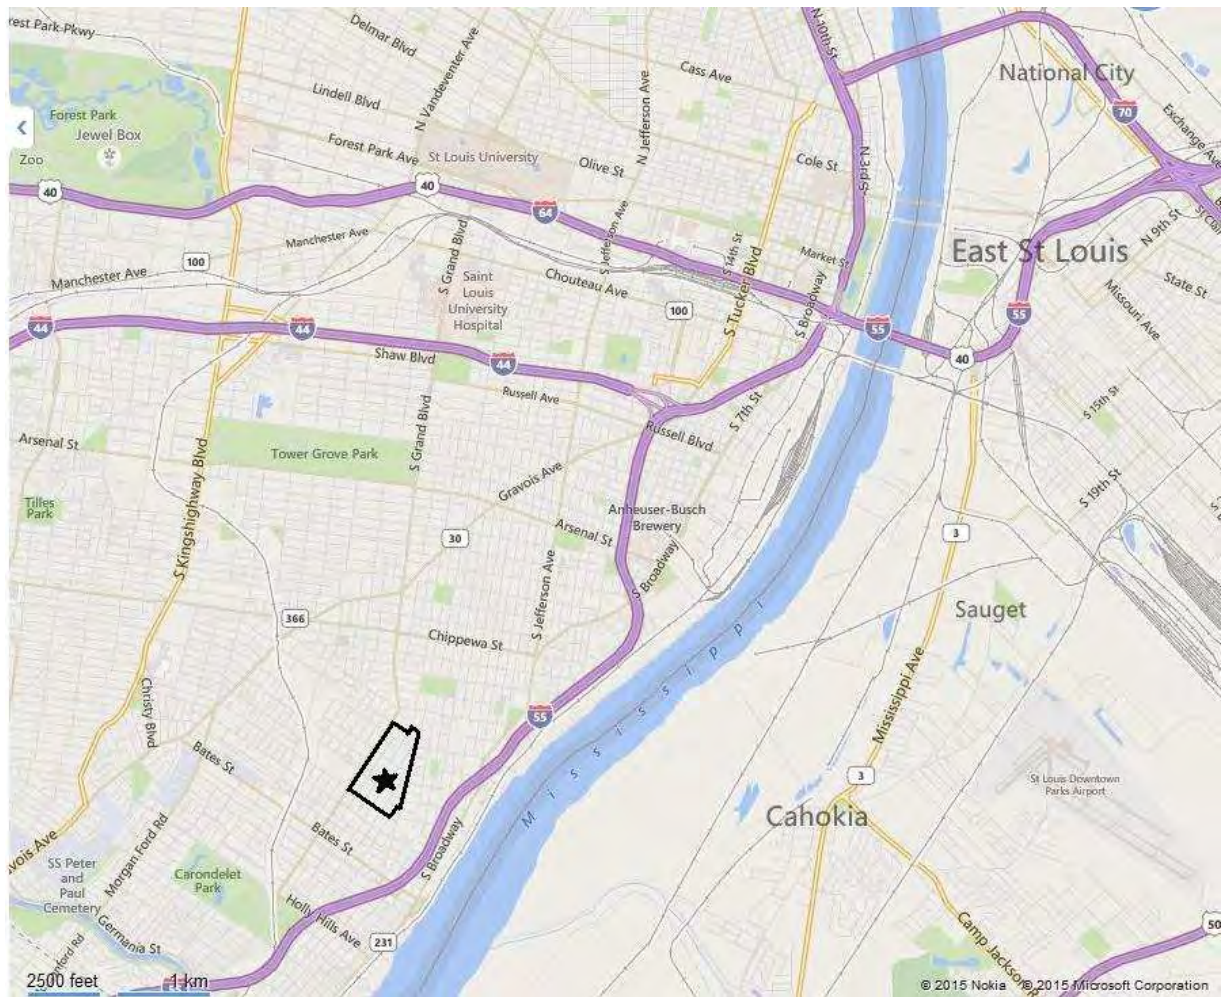 Forest Park Pkwy
Delmar Blvd
N Vandeventer Ave
N 10th St
Cass Ave
National City
Lindell Blvd
N Jefferson Ave
70
Exchange Ave
Forest Park
Jewel Box
Zoo
Forest Park Ave
St Louis University
Olive St
Cole St
N 3rd St
40
40
64
S Jefferson Ave
S Grand Blvd
Manchester Ave
100
Manchester Ave
S 14th St
S Tucker Blvd
Market St
East St Louis
N 9th St
State St
Missouri Ave
Saint
Louis
University
Hospital
Chouteau Ave
100
S Broadway
55
55
40
44
44
44
Shaw Blvd
Russell Ave
S Grand Blvd
S 7th St
S 15th St
Arsenal St
Tower Grove Park
Russell Blvd
Gravois Ave
S 19th St
S Kingshighway Blvd
Tilles
Park
Anheuser-Busch
Brewery
Arsenal St
30
3
S Jefferson Ave
S Broadway
366
Chippewa St
Sauget
Mississippi
Mississippi Ave
Christy Blvd
55
Bates St
3
St Louis Downtown
Parks Airport
Cahokia
Bates St
S Broadway
Morgan Ford Rd
SS Peter
and
Paul
Cemetery
Carondelet
Park
Holly Hills Ave
231
Germania St
Camp Jackson R
50
2500 feet
1 km
© 2015 Nokia © 2015 Microsoft Corporation